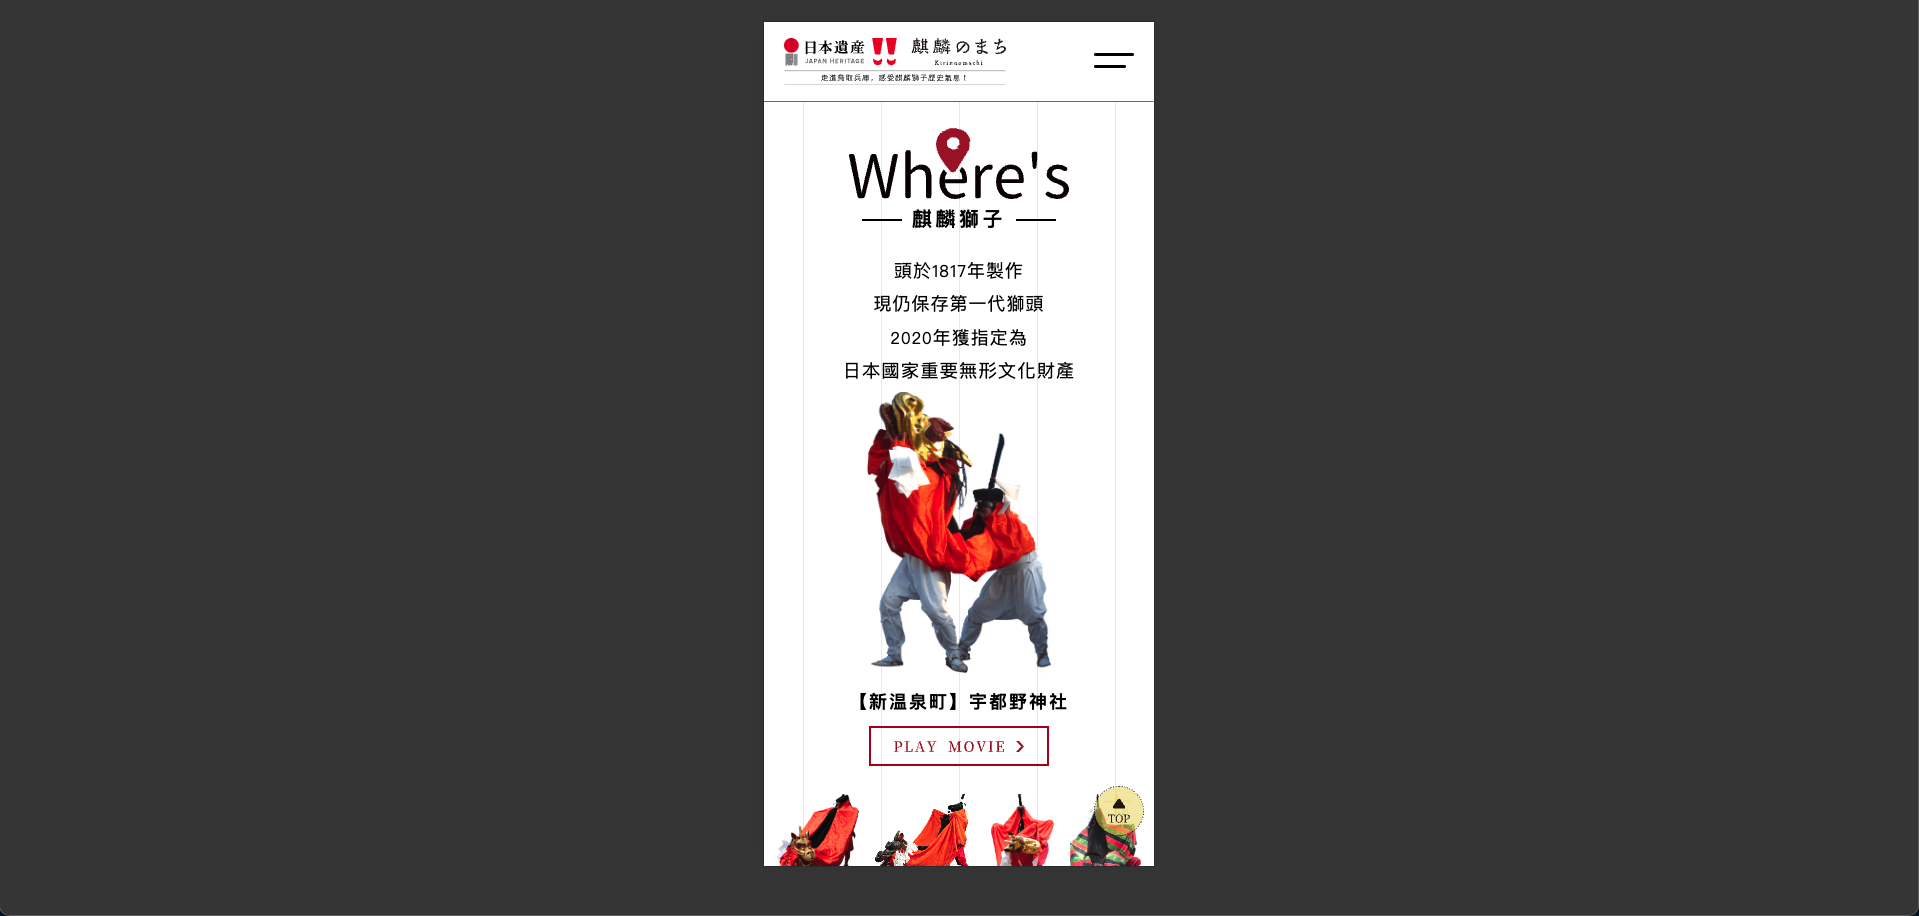 日本遺産
JAPAN HERITAGE
麒麟のまち
Kirinnomachi
走進鳥取兵庫，感受麒麟獅子歷史氣息！
Where's
麒麟獅子
頭於1817年製作
現仍保存第一代獅頭
2020年獲指定為
日本國家重要無形文化財產
【新温泉町】宇都野神社
PLAY MOVIE
TOP